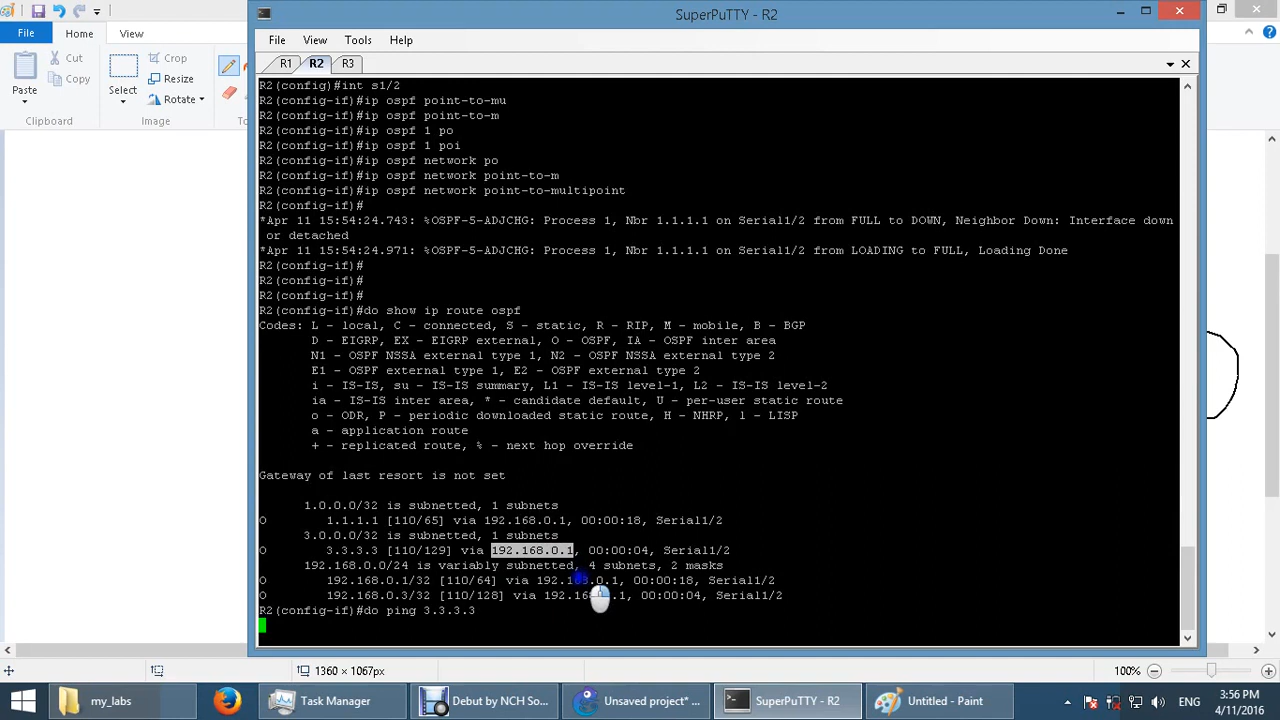 SuperPuTTY - R2
File
Home
View
Paste
Cut
Copy
Clipboard
Select
Crop
Resize
Rotate
Image
File View Tools Help
R1 R2 R3
R2(config)#int s1/2
R2(config-if)#ip ospf point-to-mu
R2(config-if)#ip ospf point-to-m
R2(config-if)#ip ospf 1 po
R2(config-if)#ip ospf 1 poi
R2(config-if)#ip ospf network po
R2(config-if)#ip ospf network point-to-m
R2(config-if)#ip ospf network point-to-multipoint
R2(config-if)#
*Apr 11 15:54:24.743: %OSPF-5-ADJCHG: Process 1, Nbr 1.1.1.1 on Serial1/2 from FULL to DOWN, Neighbor Down: Interface down
or detached
*Apr 11 15:54:24.971: %OSPF-5-ADJCHG: Process 1, Nbr 1.1.1.1 on Serial1/2 from LOADING to FULL, Loading Done
R2(config-if)#
R2(config-if)#
R2(config-if)#
R2(config-if)#do show ip route ospf
Codes: L - local, C - connected, S - static, R - RIP, M - mobile, B - BGP
D - EIGRP, EX - EIGRP external, O - OSPF, IA - OSPF inter area
N1 - OSPF NSSA external type 1, N2 - OSPF NSSA external type 2
E1 - OSPF external type 1, E2 - OSPF external type 2
i - IS-IS, su - IS-IS summary, L1 - IS-IS level-1, L2 - IS-IS level-2
ia - IS-IS inter area, * - candidate default, U - per-user static route
o - ODR, P - periodic downloaded static route, H - NHRP, l - LISP
a - application route
+ - replicated route, % - next hop override
Gateway of last resort is not set
1.0.0.0/32 is subnetted, 1 subnets
O 1.1.1.1 [110/65] via 192.168.0.1, 00:00:18, Serial1/2
3.0.0.0/32 is subnetted, 1 subnets
O 3.3.3.3 [110/129] via 192.168.0.1, 00:00:04, Serial1/2
192.168.0.0/24 is variably subnetted, 4 subnets, 2 masks
O 192.168.0.1/32 [110/64] via 192.168.0.1, 00:00:18, Serial1/2
O 192.168.0.3/32 [110/128] via 192.168.0.1, 00:00:04, Serial1/2
R2(config-if)#do ping 3.3.3.3
1360 × 1067px
100%
my_labs
Task Manager
Debut by NCH So...
Unsaved project*...
SuperPuTTY - R2
Untitled - Paint
ENG
3:56 PM
4/11/2016